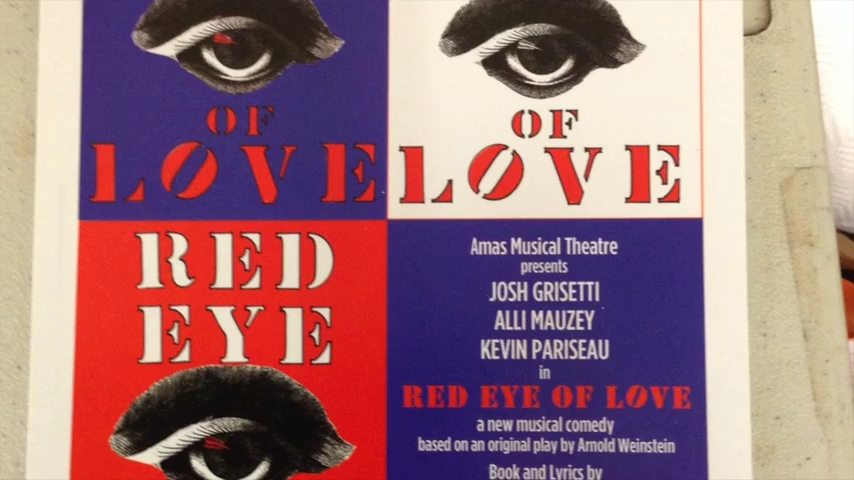 OF
LOVE
OF
LOVE
RED
EYE
Amas Musical Theatre
presents
JOSH GRISETTI
ALLI MAUZEY
KEVIN PARISEAU
in
RED EYE OF LOVE
a new musical comedy
based on an original play by Arnold Weinstein
Book and Lyrics by